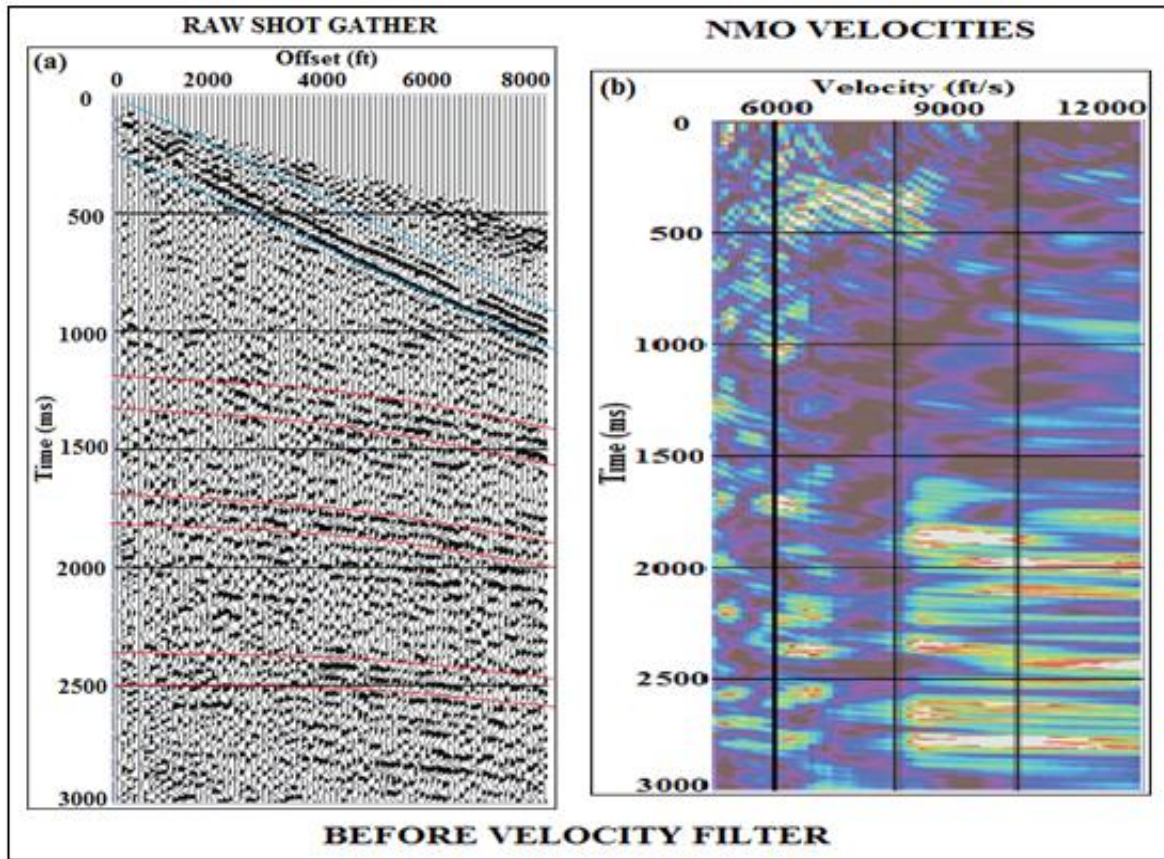 RAW SHOT GATHER
(a)
Offset (ft)
0 2000 4000 6000 8000
0
500
1000
1500
2000
2500
3000
Time (ms)
NMO VELOCITIES
(b)
Velocity (ft/s)
6000 9000 12000
0
500
1000
1500
2000
2500
3000
Time (ms)
BEFORE VELOCITY FILTER